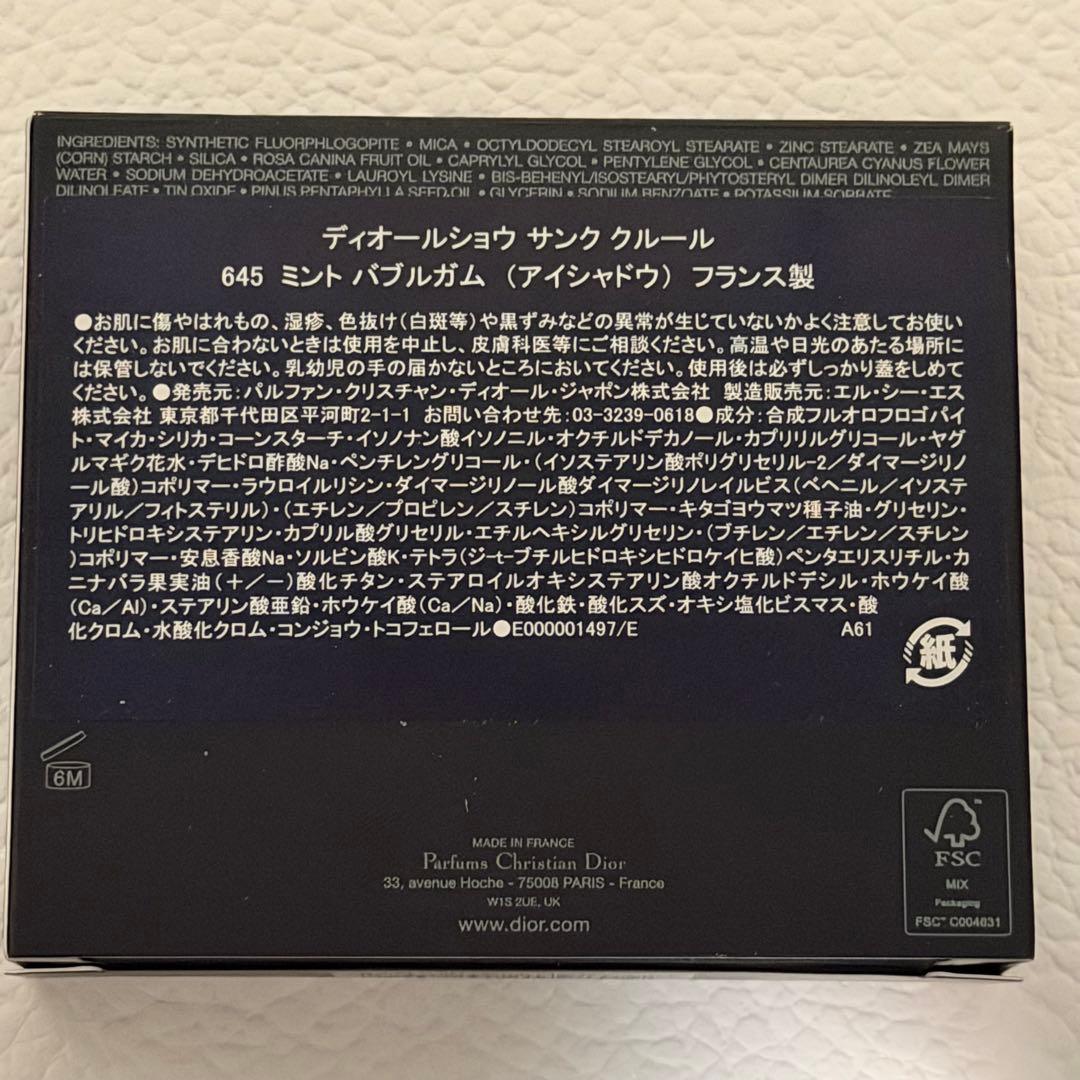 INGREDIENTS: SYNTHETIC FLUORPHLOGOPITE • MICA • OCTYLDODECYL STEAROYL STEARATE • ZINC STEARATE • ZEA MAYS
(CORN) STARCH • SILICA • ROSA CANINA FRUIT OIL • CAPRYLYL GLYCOL • PENTYLENE GLYCOL • CENTAUREA CYANUS FLOWER
WATER • SODIUM DEHYDROACETATE • LAUROYL LYSINE • BIS-BEHENYL/ISOSTEARYL/PHYTOSTERYL DIMER DILINOLEYL DIMER
DILINOLEATE • TIN OXIDE • PINUS PENTAPHYLLA SEED OIL • GLYCERIN • SODIUM BENZOATE • POTASSIUM SORBATE
ディオールショウ サンク クルール
645 ミント バブルガム (アイシャドウ) フランス製
●お肌に傷やはれもの、湿疹、色抜け(白斑等)や黒ずみなどの異常が生じていないかよく注意してお使い
ください。お肌に合わないときは使用を中止し、皮膚科医等にご相談ください。高温や日光のあたる場所に
は保管しないでください。乳幼児の手の届かないところにおいてください。使用後は必ずしっかり蓋をしめて
ください。●発売元:パルファン・クリスチャン・ディオール・ジャポン株式会社 製造販売元:エル・シー・エス
株式会社 東京都千代田区平河町2-1-1 お問い合わせ先:03-3239-0618●成分:合成フルオロフロゴパイ
ト・マイカ・シリカ・コーンスターチ・イソノナン酸イソノニル・オクチルドデカノール・カプリリルグリコール・ヤグ
ルマギク花水・デヒドロ酢酸Na・ペンチレングリコール・(イソステアリン酸ポリグリセリル-2/ダイマージリノ
ール酸)コポリマー・ラウロイルリシン・ダイマージリノール酸ダイマージリノレイルビス(ベヘニル/イソステ
アリル/フィトステリル)・(エチレン/プロピレン/スチレン)コポリマー・キタゴヨウマツ種子油・グリセリン・
トリヒドロキシステアリン・カプリル酸グリセリル・エチルヘキシルグリセリン・(ブチレン/エチレン/スチレン
)コポリマー・安息香酸Na・ソルビン酸K・テトラ(ジ-t-ブチルヒドロキシヒドロケイヒ酸)ペンタエリスリチル・カ
ニナバラ果実油(+/-)酸化チタン・ステアロイルオキシステアリン酸オクチルドデシル・ホウケイ酸
(Ca/Al)・ステアリン酸亜鉛・ホウケイ酸(Ca/Na)・酸化鉄・酸化スズ・オキシ塩化ビスマス・酸
化クロム・水酸化クロム・コンジョウ・トコフェロール●E000001497/E A61
紙
6M
MADE IN FRANCE
Parfums Christian Dior
33, avenue Hoche - 75008 PARIS - France
W1S 2UE, UK
www.dior.com
FSC
MIX
Packaging
FSC™ C004631